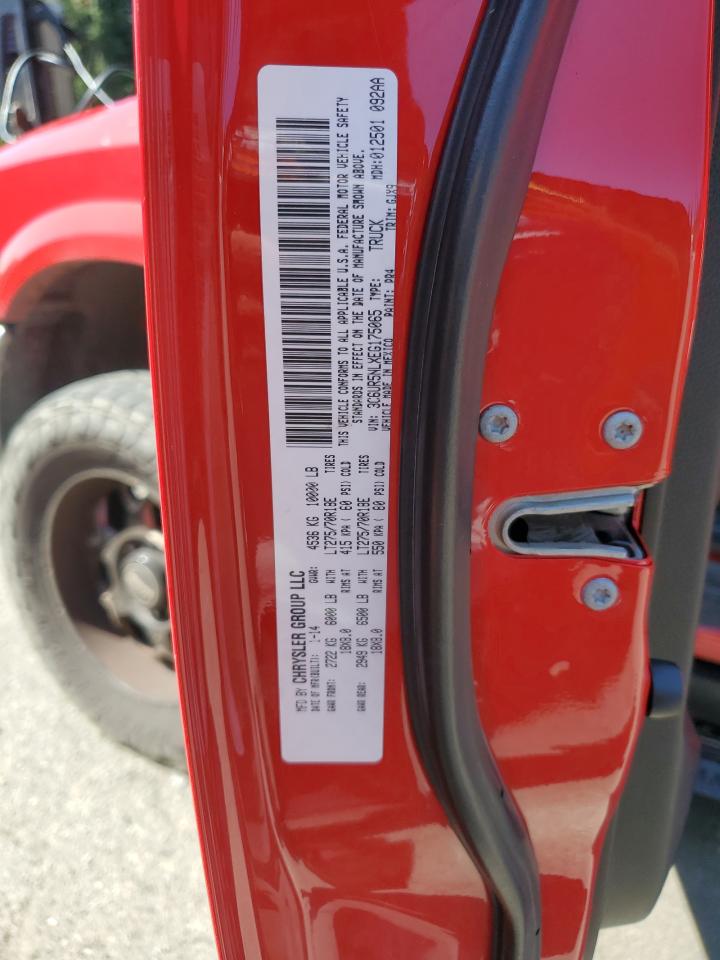 MFD BY CHRYSLER GROUP LLC
DATE OF MFR(BUILT): 1-14 GVWR: 4536 KG 10000 LB
GAWR FRONT: 2722 KG 6000 LB WITH LT275/70R18E TIRES
18X8.0 RIMS AT 415 KPA ( 60 PSI) COLD
GAWR REAR: 2949 KG 6500 LB WITH LT275/70R18E TIRES
18X8.0 RIMS AT 550 KPA ( 80 PSI) COLD
THIS VEHICLE CONFORMS TO ALL APPLICABLE U.S.A. FEDERAL MOTOR VEHICLE SAFETY
STANDARDS IN EFFECT ON THE DATE OF MANUFACTURE SHOWN ABOVE.
VIN: 3C6UR5NLXEG175065 TYPE: TRUCK MDH:012501 092AA
VEHICLE MADE IN MEXICO PAINT: PR4 TRIM: GJX9